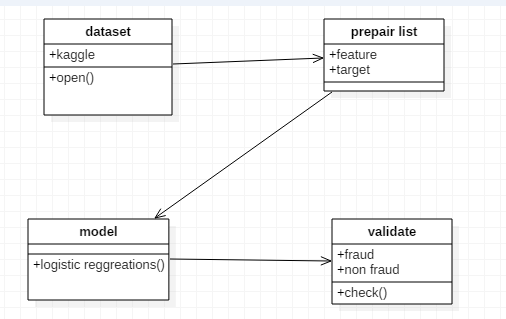 dataset
+kaggle
+open()
prepair list
+feature
+target
model
+logistic reggreations()
validate
+fraud
+non fraud
+check()